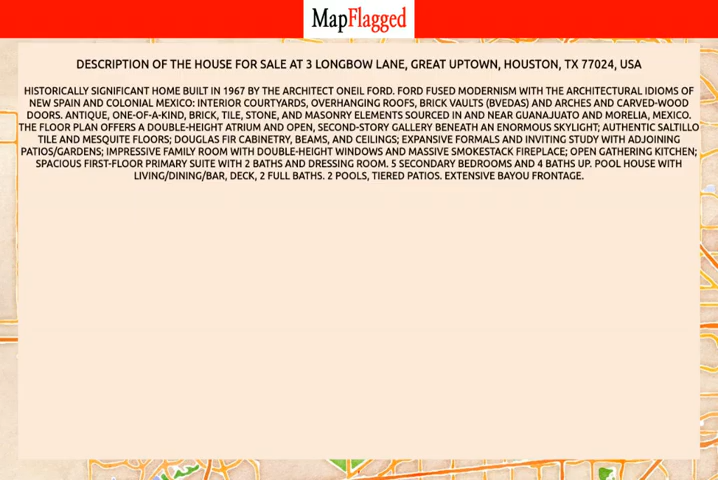 MapFlagged
DESCRIPTION OF THE HOUSE FOR SALE AT 3 LONGBOW LANE, GREAT UPTOWN, HOUSTON, TX 77024, USA
HISTORICALLY SIGNIFICANT HOME BUILT IN 1967 BY THE ARCHITECT ONEIL FORD. FORD FUSED MODERNISM WITH THE ARCHITECTURAL IDIOMS OF
NEW SPAIN AND COLONIAL MEXICO: INTERIOR COURTYARDS, OVERHANGING ROOFS, BRICK VAULTS (BVEDAS) AND ARCHES AND CARVED-WOOD
DOORS. ANTIQUE, ONE-OF-A-KIND, BRICK, TILE, STONE, AND MASONRY ELEMENTS SOURCED IN AND NEAR GUANAJUATO AND MORELIA, MEXICO.
THE FLOOR PLAN OFFERS A DOUBLE-HEIGHT ATRIUM AND OPEN, SECOND-STORY GALLERY BENEATH AN ENORMOUS SKYLIGHT; AUTHENTIC SALTILLO
TILE AND MESQUITE FLOORS; DOUGLAS FIR CABINETRY, BEAMS, AND CEILINGS; EXPANSIVE FORMALS AND INVITING STUDY WITH ADJOINING
PATIOS/GARDENS; IMPRESSIVE FAMILY ROOM WITH DOUBLE-HEIGHT WINDOWS AND MASSIVE SMOKESTACK FIREPLACE; OPEN GATHERING KITCHEN;
SPACIOUS FIRST-FLOOR PRIMARY SUITE WITH 2 BATHS AND DRESSING ROOM. 5 SECONDARY BEDROOMS AND 4 BATHS UP. POOL HOUSE WITH
LIVING/DINING/BAR, DECK, 2 FULL BATHS. 2 POOLS, TIERED PATIOS. EXTENSIVE BAYOU FRONTAGE.